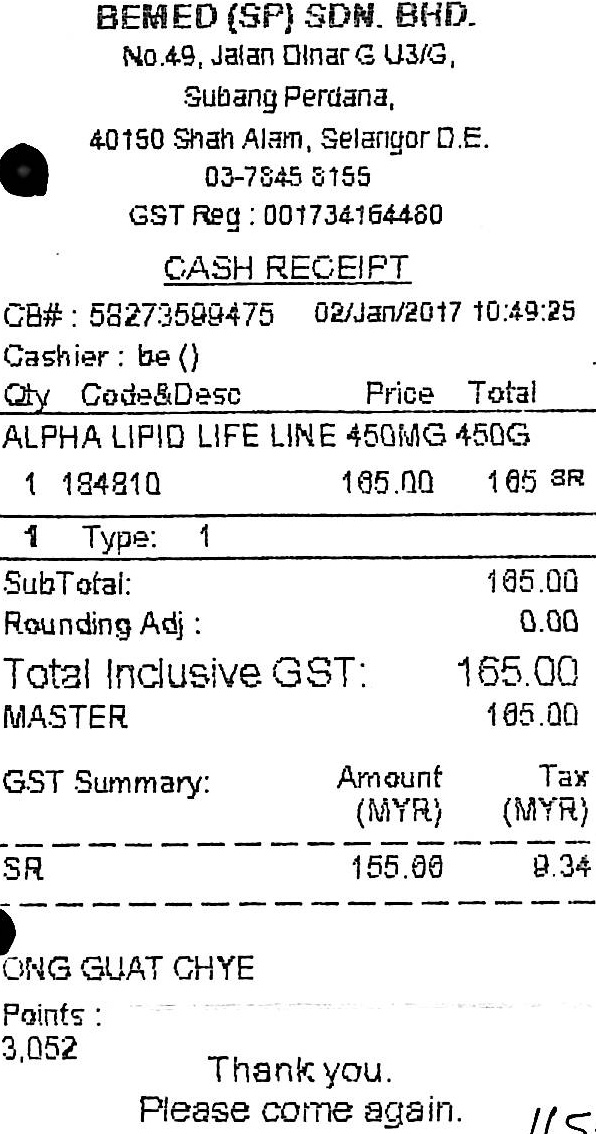 BEMED (SP) SDN. BHD.
No.49, Jalan Dinar G U3/G,
Subang Perdana,
40150 Shah Alam, Selangor D.E.
03-7845 8155
GST Reg : 001734164480
CASH RECEIPT
CB# : 58273599475 02/Jan/2017 10:49:25
Cashier : be ()
Qty Code&Desc Price Total
ALPHA LIPID LIFE LINE 450MG 450G
1 184810 165.00 165 SR
1 Type: 1
SubTotal: 165.00
Rounding Adj : 0.00
Total Inclusive GST: 165.00
MASTER 165.00
GST Summary: Amount Tax
(MYR) (MYR)
SR 155.66 9.34
ONG GUAT CHYE
Points :
3,052
Thank you.
Please come again.